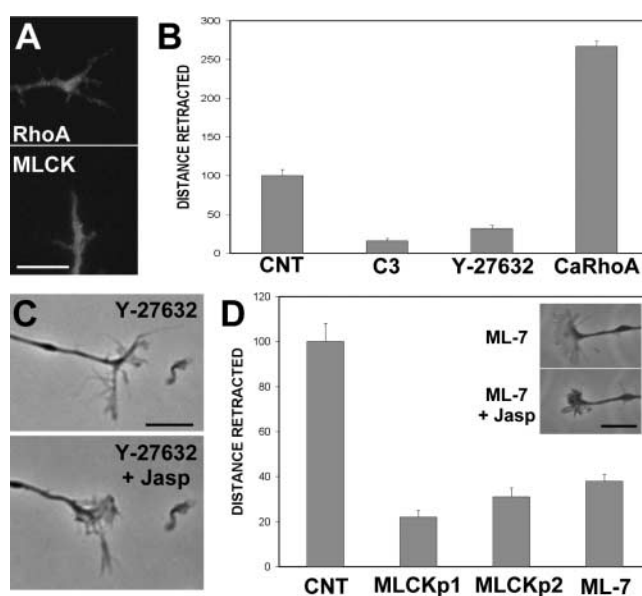 A
RhoA
MLCK
B
DISTANCE RETRACTED
300
250
200
150
100
50
0
CNT
C3
Y-27632
CaRhoA
C
Y-27632
Y-27632
+ Jasp
D
DISTANCE RETRACTED
120
100
80
60
40
20
0
ML-7
ML-7
+ Jasp
CNT
MLCKp1
MLCKp2
ML-7